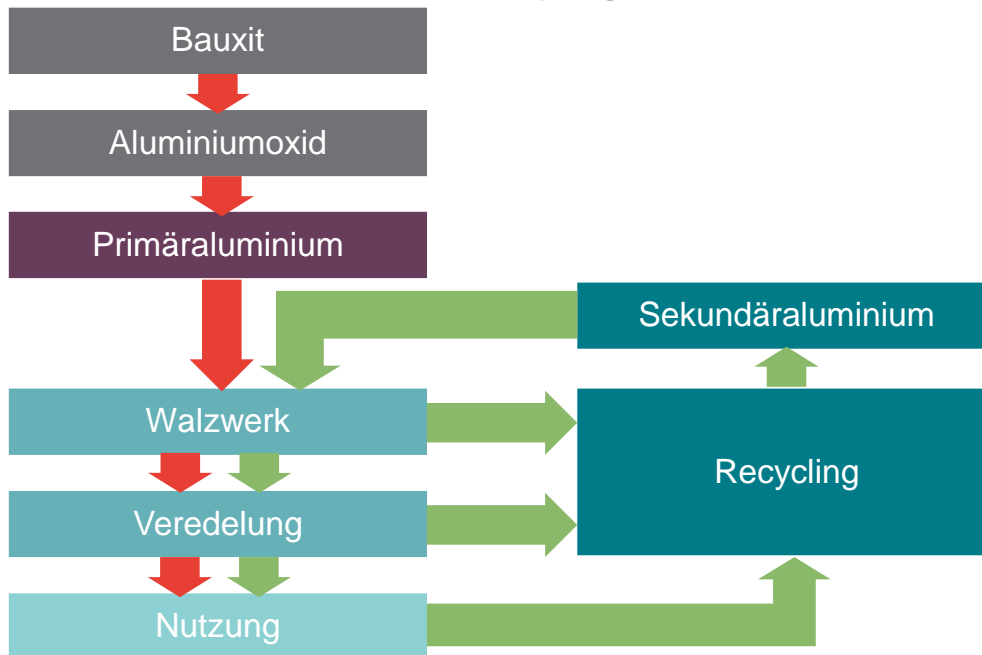 Bauxit
Aluminiumoxid
Primäraluminium
Sekundäraluminium
Walzwerk
Recycling
Veredelung
Nutzung